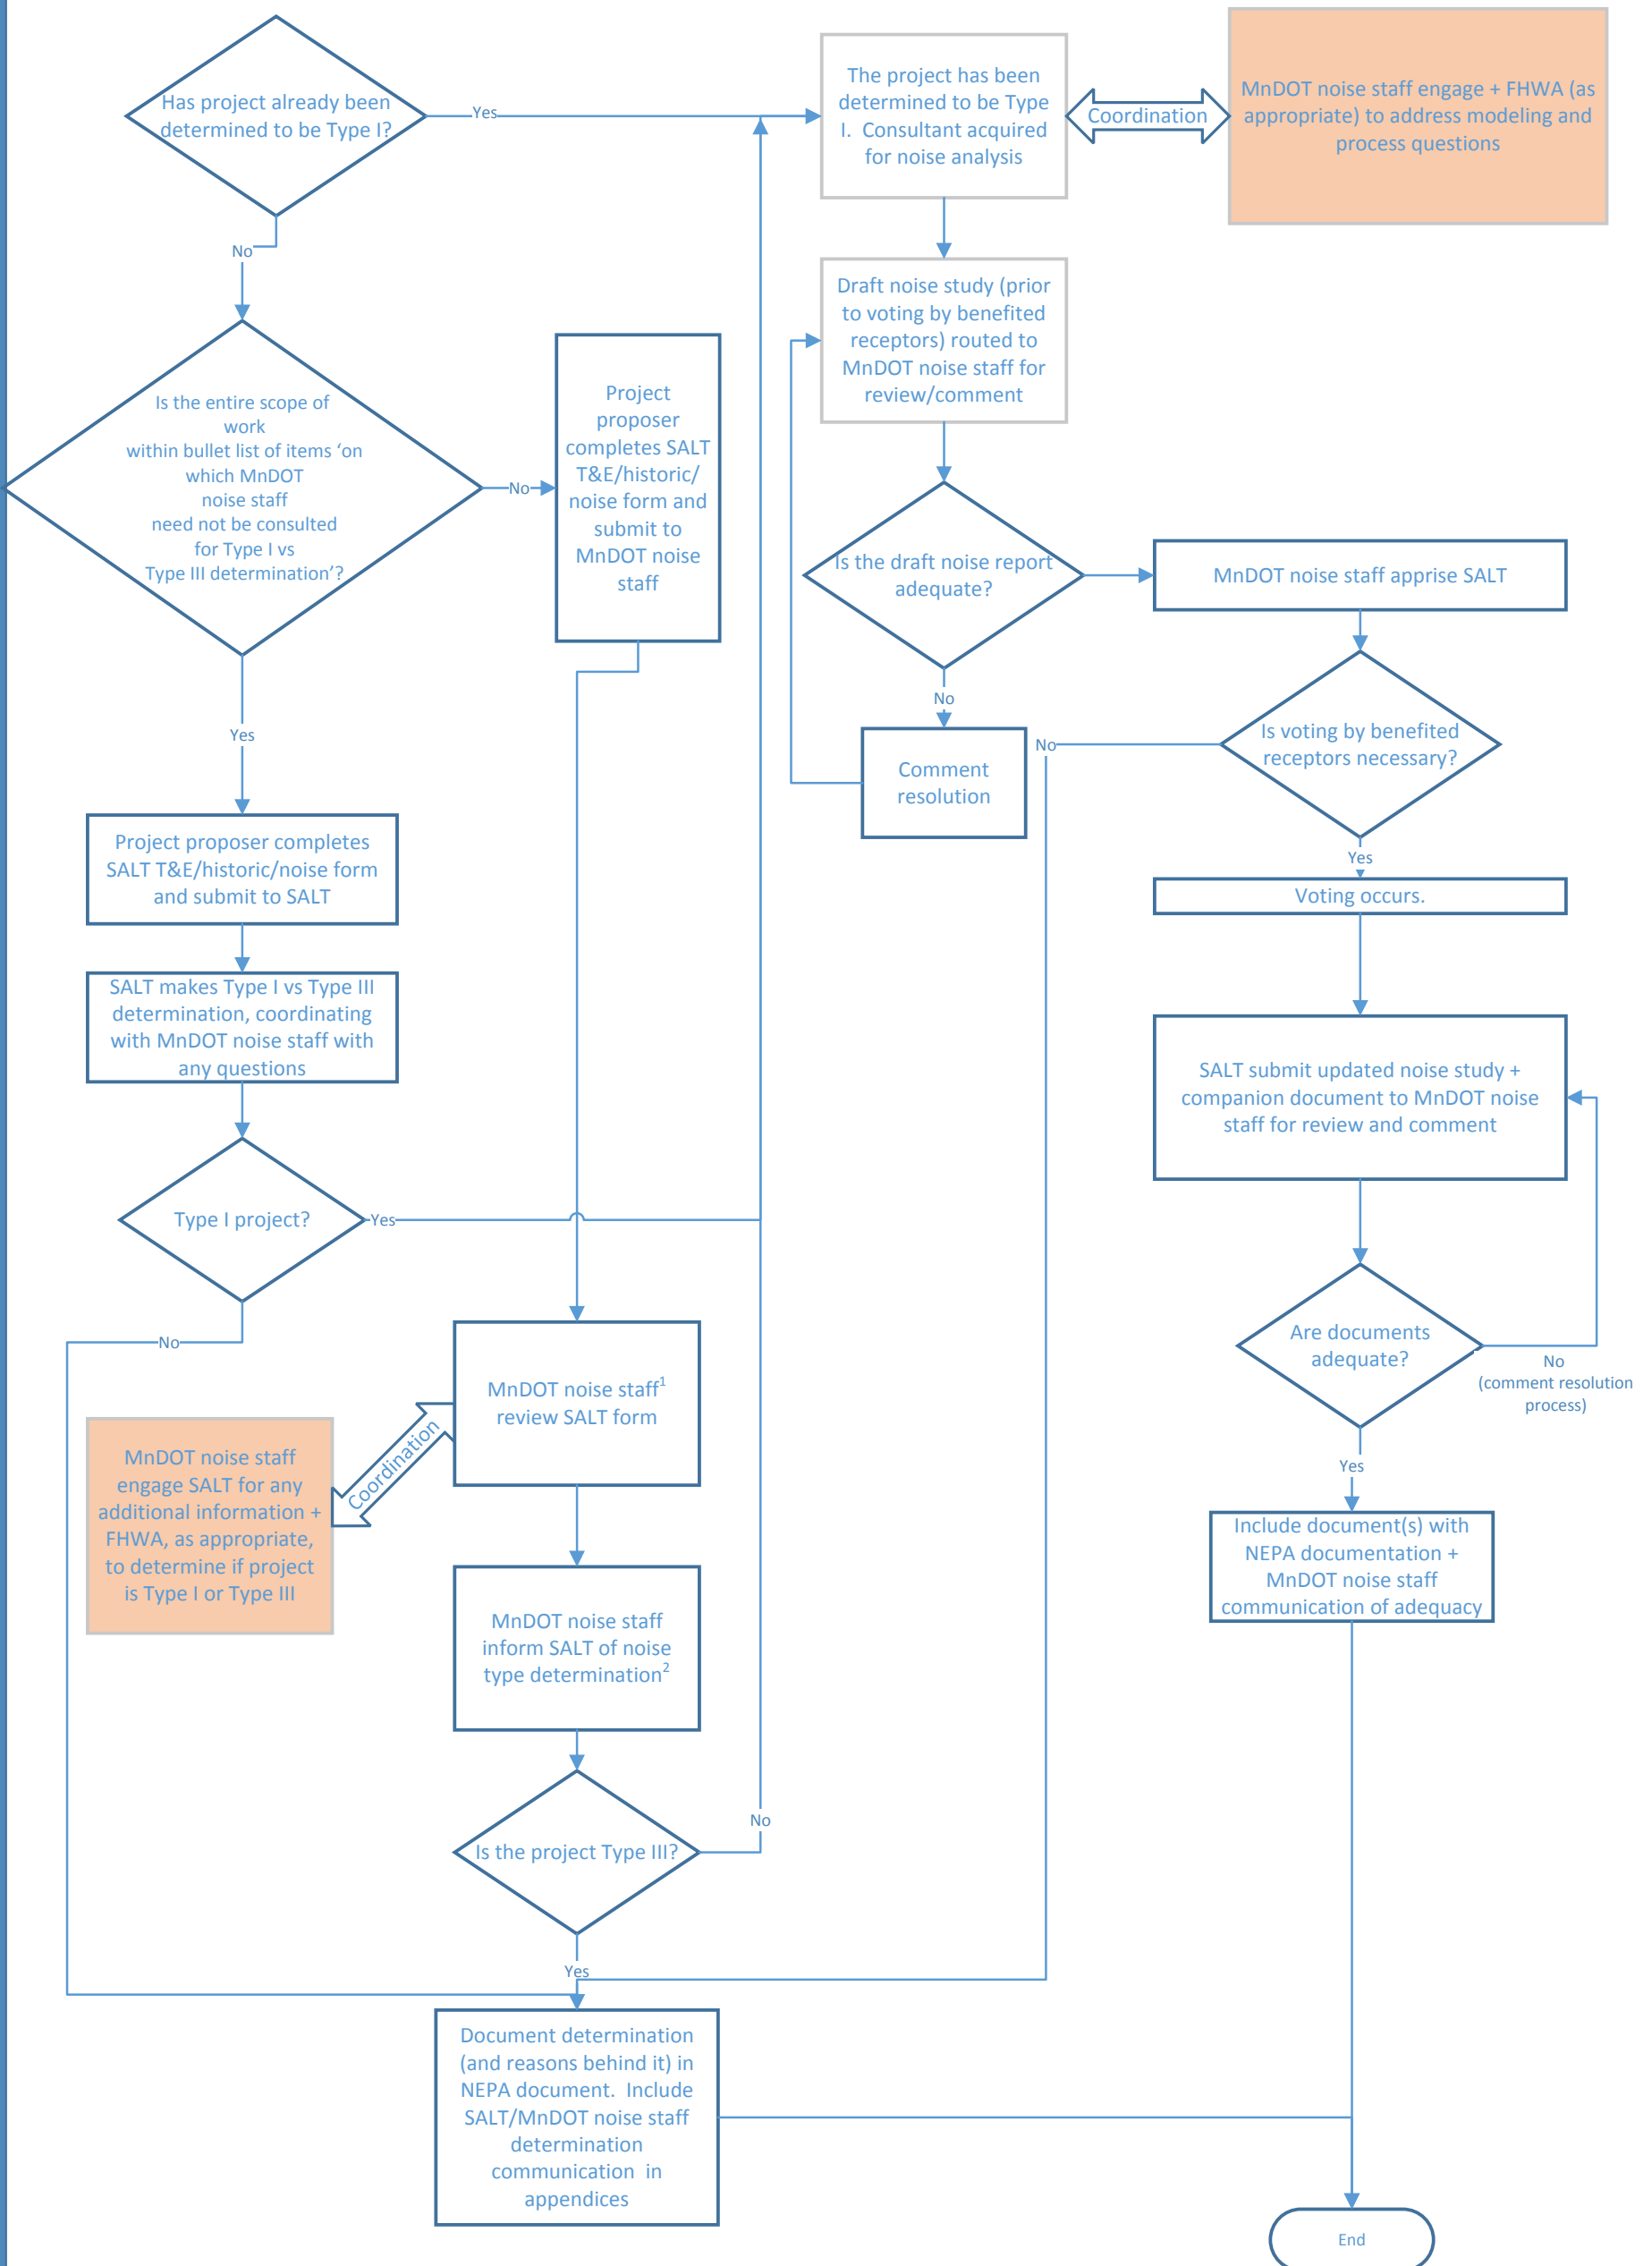 Has project already been
determined to be Type I?
Yes
The project has been
determined to be Type
I.  Consultant acquired
for noise analysis
Coordination
MnDOT noise staff engage + FHWA (as
appropriate) to address modeling and
process questions
No
Draft noise study (prior
to voting by benefited
receptors) routed to
MnDOT noise staff for
review/comment
Is the entire scope of
work
within bullet list of items ‘on
which MnDOT
noise staff
need not be consulted
for Type I vs
Type III determination’?
No
Project
proposer
completes SALT
T&E/historic/
noise form and
submit to
MnDOT noise
staff
Is the draft noise report
adequate?
MnDOT noise staff apprise SALT
No
Yes
Is voting by benefited
receptors necessary?
No
Comment
resolution
Yes
Voting occurs.
Project proposer completes
SALT T&E/historic/noise form
and submit to SALT
SALT makes Type I vs Type III
determination, coordinating
with MnDOT noise staff with
any questions
SALT submit updated noise study +
companion document to MnDOT noise
staff for review and comment
Type I project?
Yes
No
Are documents
adequate?
No
(comment resolution
process)
MnDOT noise staff1
review SALT form
Coordination
MnDOT noise staff
engage SALT for any
additional information +
FHWA, as appropriate,
to determine if project
is Type I or Type III
Yes
Include document(s) with
NEPA documentation +
MnDOT noise staff
communication of adequacy
MnDOT noise staff
inform SALT of noise
type determination2
No
Is the project Type III?
Yes
Document determination
(and reasons behind it) in
NEPA document.  Include
SALT/MnDOT noise staff
determination
communication  in
appendices
End